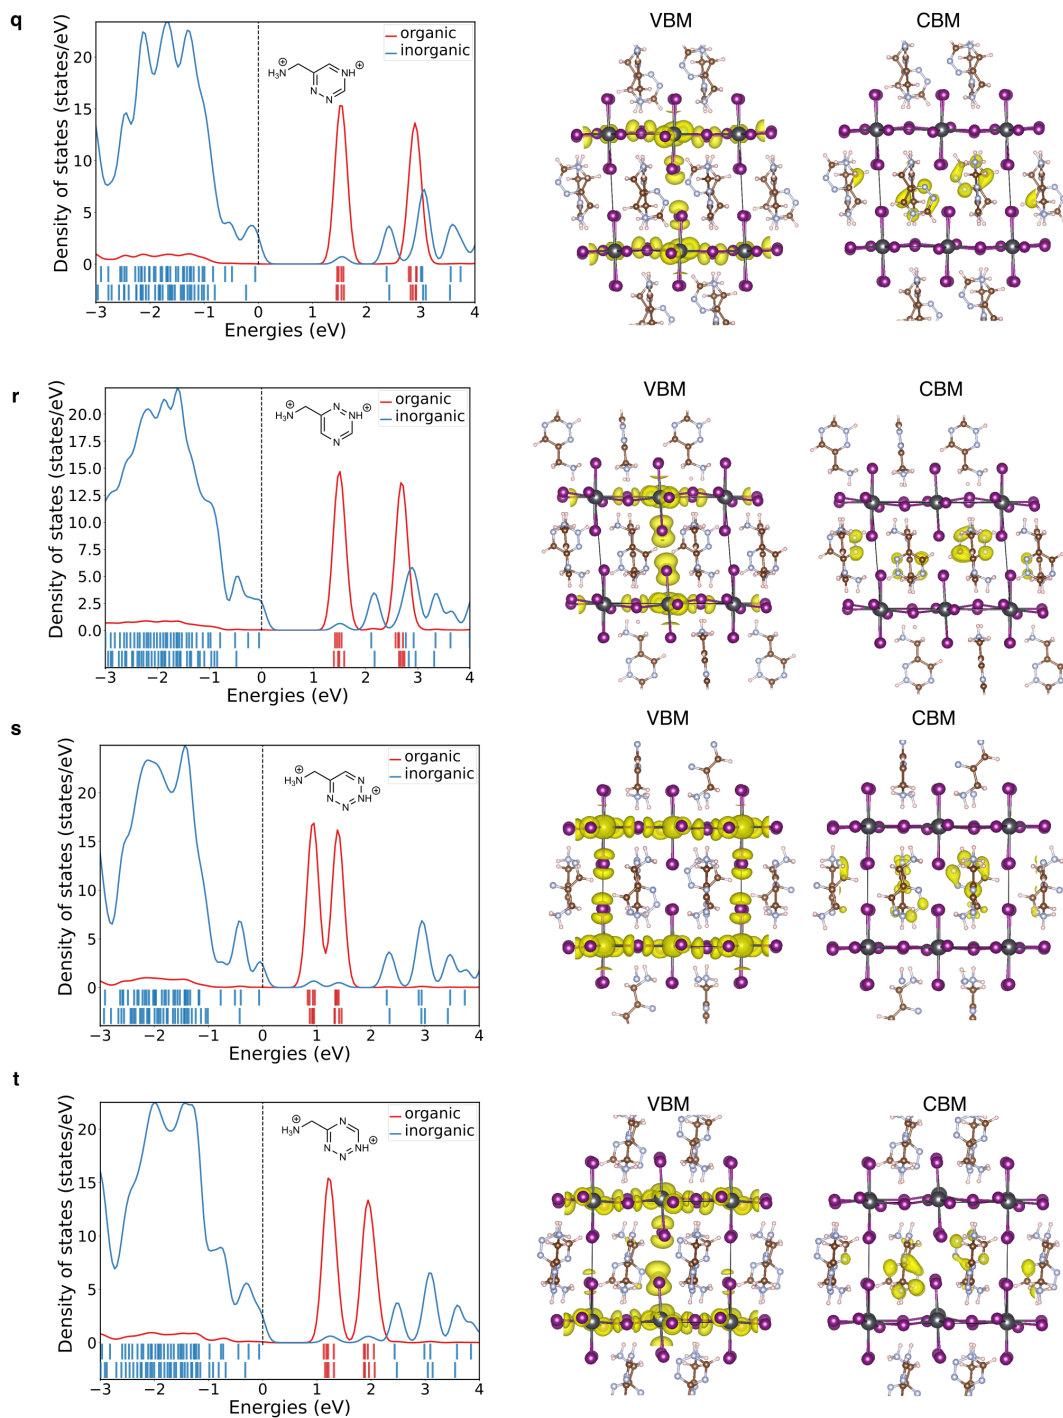 q
VBM
CBM
Density of states (states/eV)
20
15
10
5
0
organic
inorganic
H₃N⊕
NH⊕
N
N
−3 −2 −1 0 1 2 3 4
Energies (eV)
r
VBM
CBM
Density of states (states/eV)
20.0
17.5
15.0
12.5
10.0
7.5
5.0
2.5
0.0
organic
inorganic
N
H₃N⊕
NH⊕
N
−3 −2 −1 0 1 2 3 4
Energies (eV)
s
VBM
CBM
Density of states (states/eV)
20
15
10
5
0
organic
inorganic
H₃N⊕
N
N
NH⊕
N
−3 −2 −1 0 1 2 3 4
Energies (eV)
t
VBM
CBM
Density of states (states/eV)
20
15
10
5
0
organic
inorganic
H₃N⊕
N
N
NH⊕
N
−3 −2 −1 0 1 2 3 4
Energies (eV)